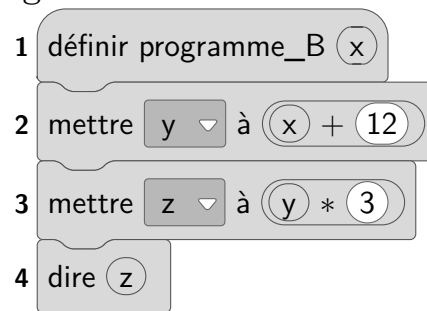 1 définir programme_B x
2 mettre y à x + 12
3 mettre z à y * 3
4 dire z